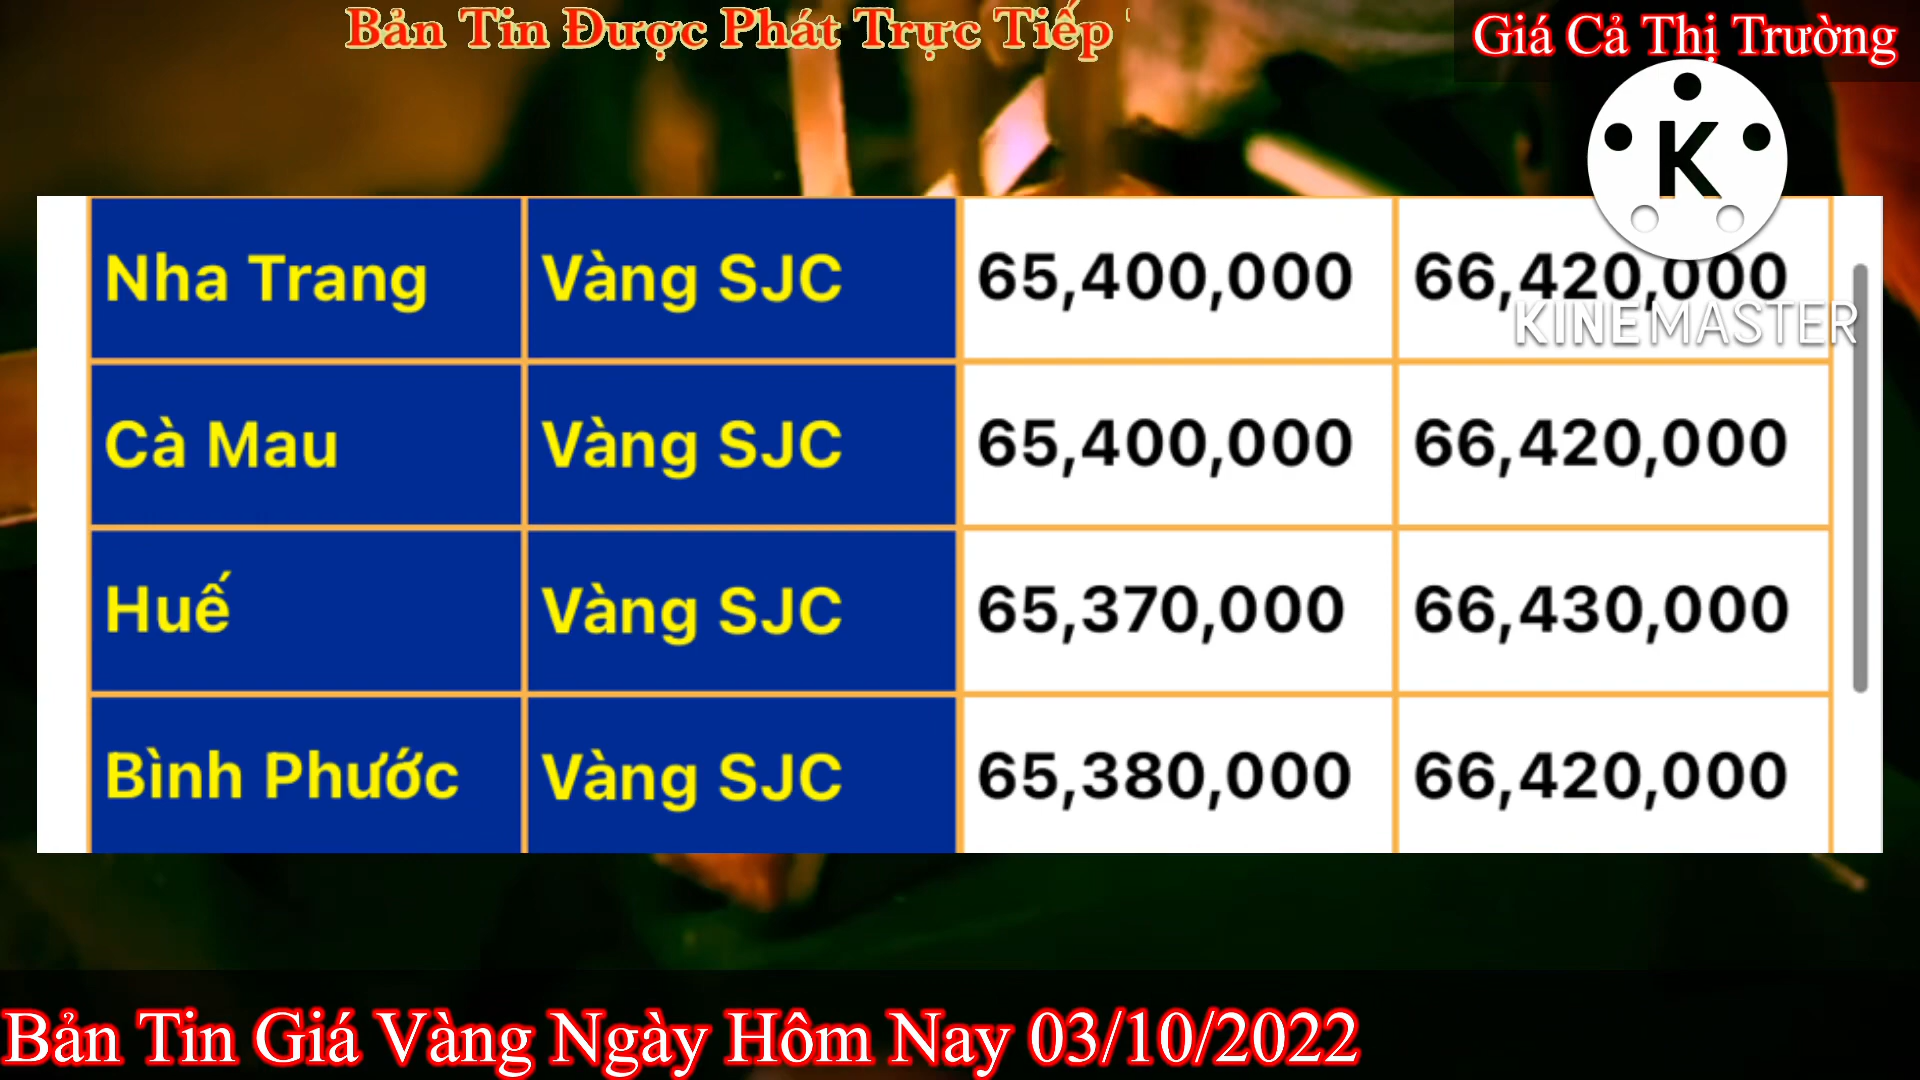 Bản Tin Được Phát Trực Tiếp
Giá Cả Thị Trường
K
KINEMASTER
Nha Trang Vàng SJC 65,400,000 66,420,000
Cà Mau Vàng SJC 65,400,000 66,420,000
Huế Vàng SJC 65,370,000 66,430,000
Bình Phước Vàng SJC 65,380,000 66,420,000
Bản Tin Giá Vàng Ngày Hôm Nay 03/10/2022